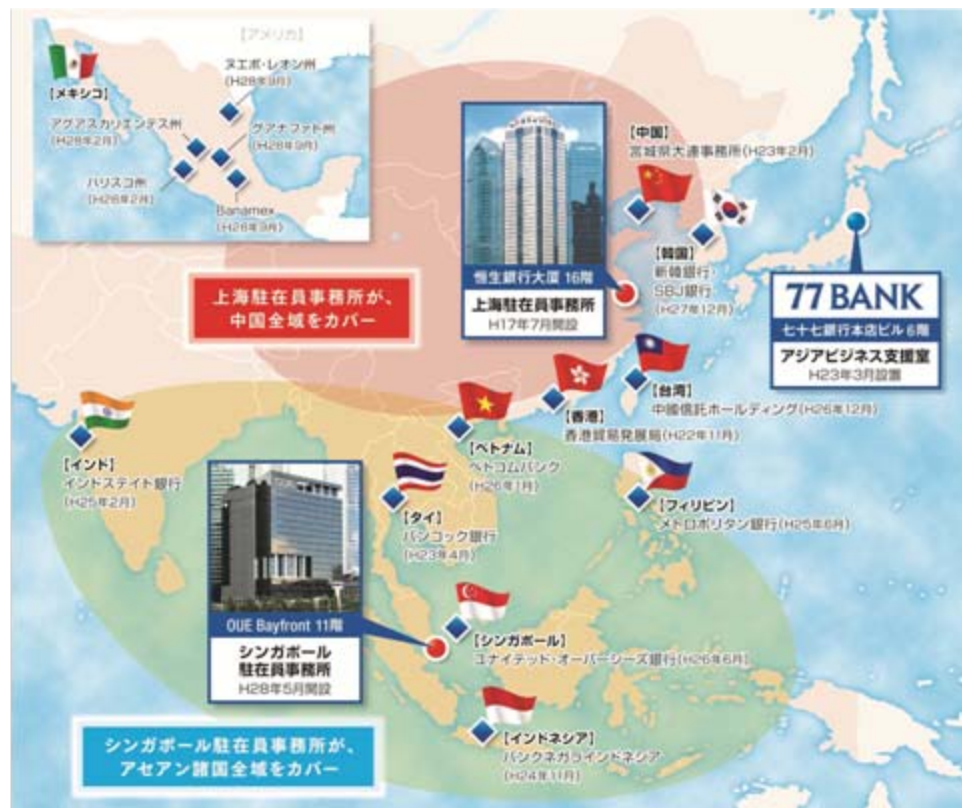 【アメリカ】
【メキシコ】
ヌエボ・レオン州
(H28年9月)
アグアスカリエンテス州
(H28年2月)
グアナファト州
(H28年9月)
ハリスコ州
(H28年2月)
Banamex
(H28年9月)
上海駐在員事務所が、
中国全域をカバー
恒生銀行大厦 16階
上海駐在員事務所
H17年7月開設
【中国】
宮城県大連事務所(H23年2月)
【韓国】
新韓銀行・
SBJ銀行
(H27年12月)
77 BANK
七十七銀行本店ビル6階
アジアビジネス支援室
H23年3月設置
【台湾】
中國信託ホールディング(H26年12月)
【香港】
香港貿易発展局(H22年11月)
【インド】
インドステイト銀行
(H25年2月)
【ベトナム】
ベトコムバンク
(H26年1月)
【タイ】
バンコック銀行
(H23年4月)
【フィリピン】
メトロポリタン銀行(H25年6月)
OUE Bayfront 11階
シンガポール
駐在員事務所
H28年5月開設
【シンガポール】
ユナイテッド・オーバーシーズ銀行(H26年6月)
【インドネシア】
バンクネガラインドネシア
(H24年11月)
シンガポール駐在員事務所が、
アセアン諸国全域をカバー